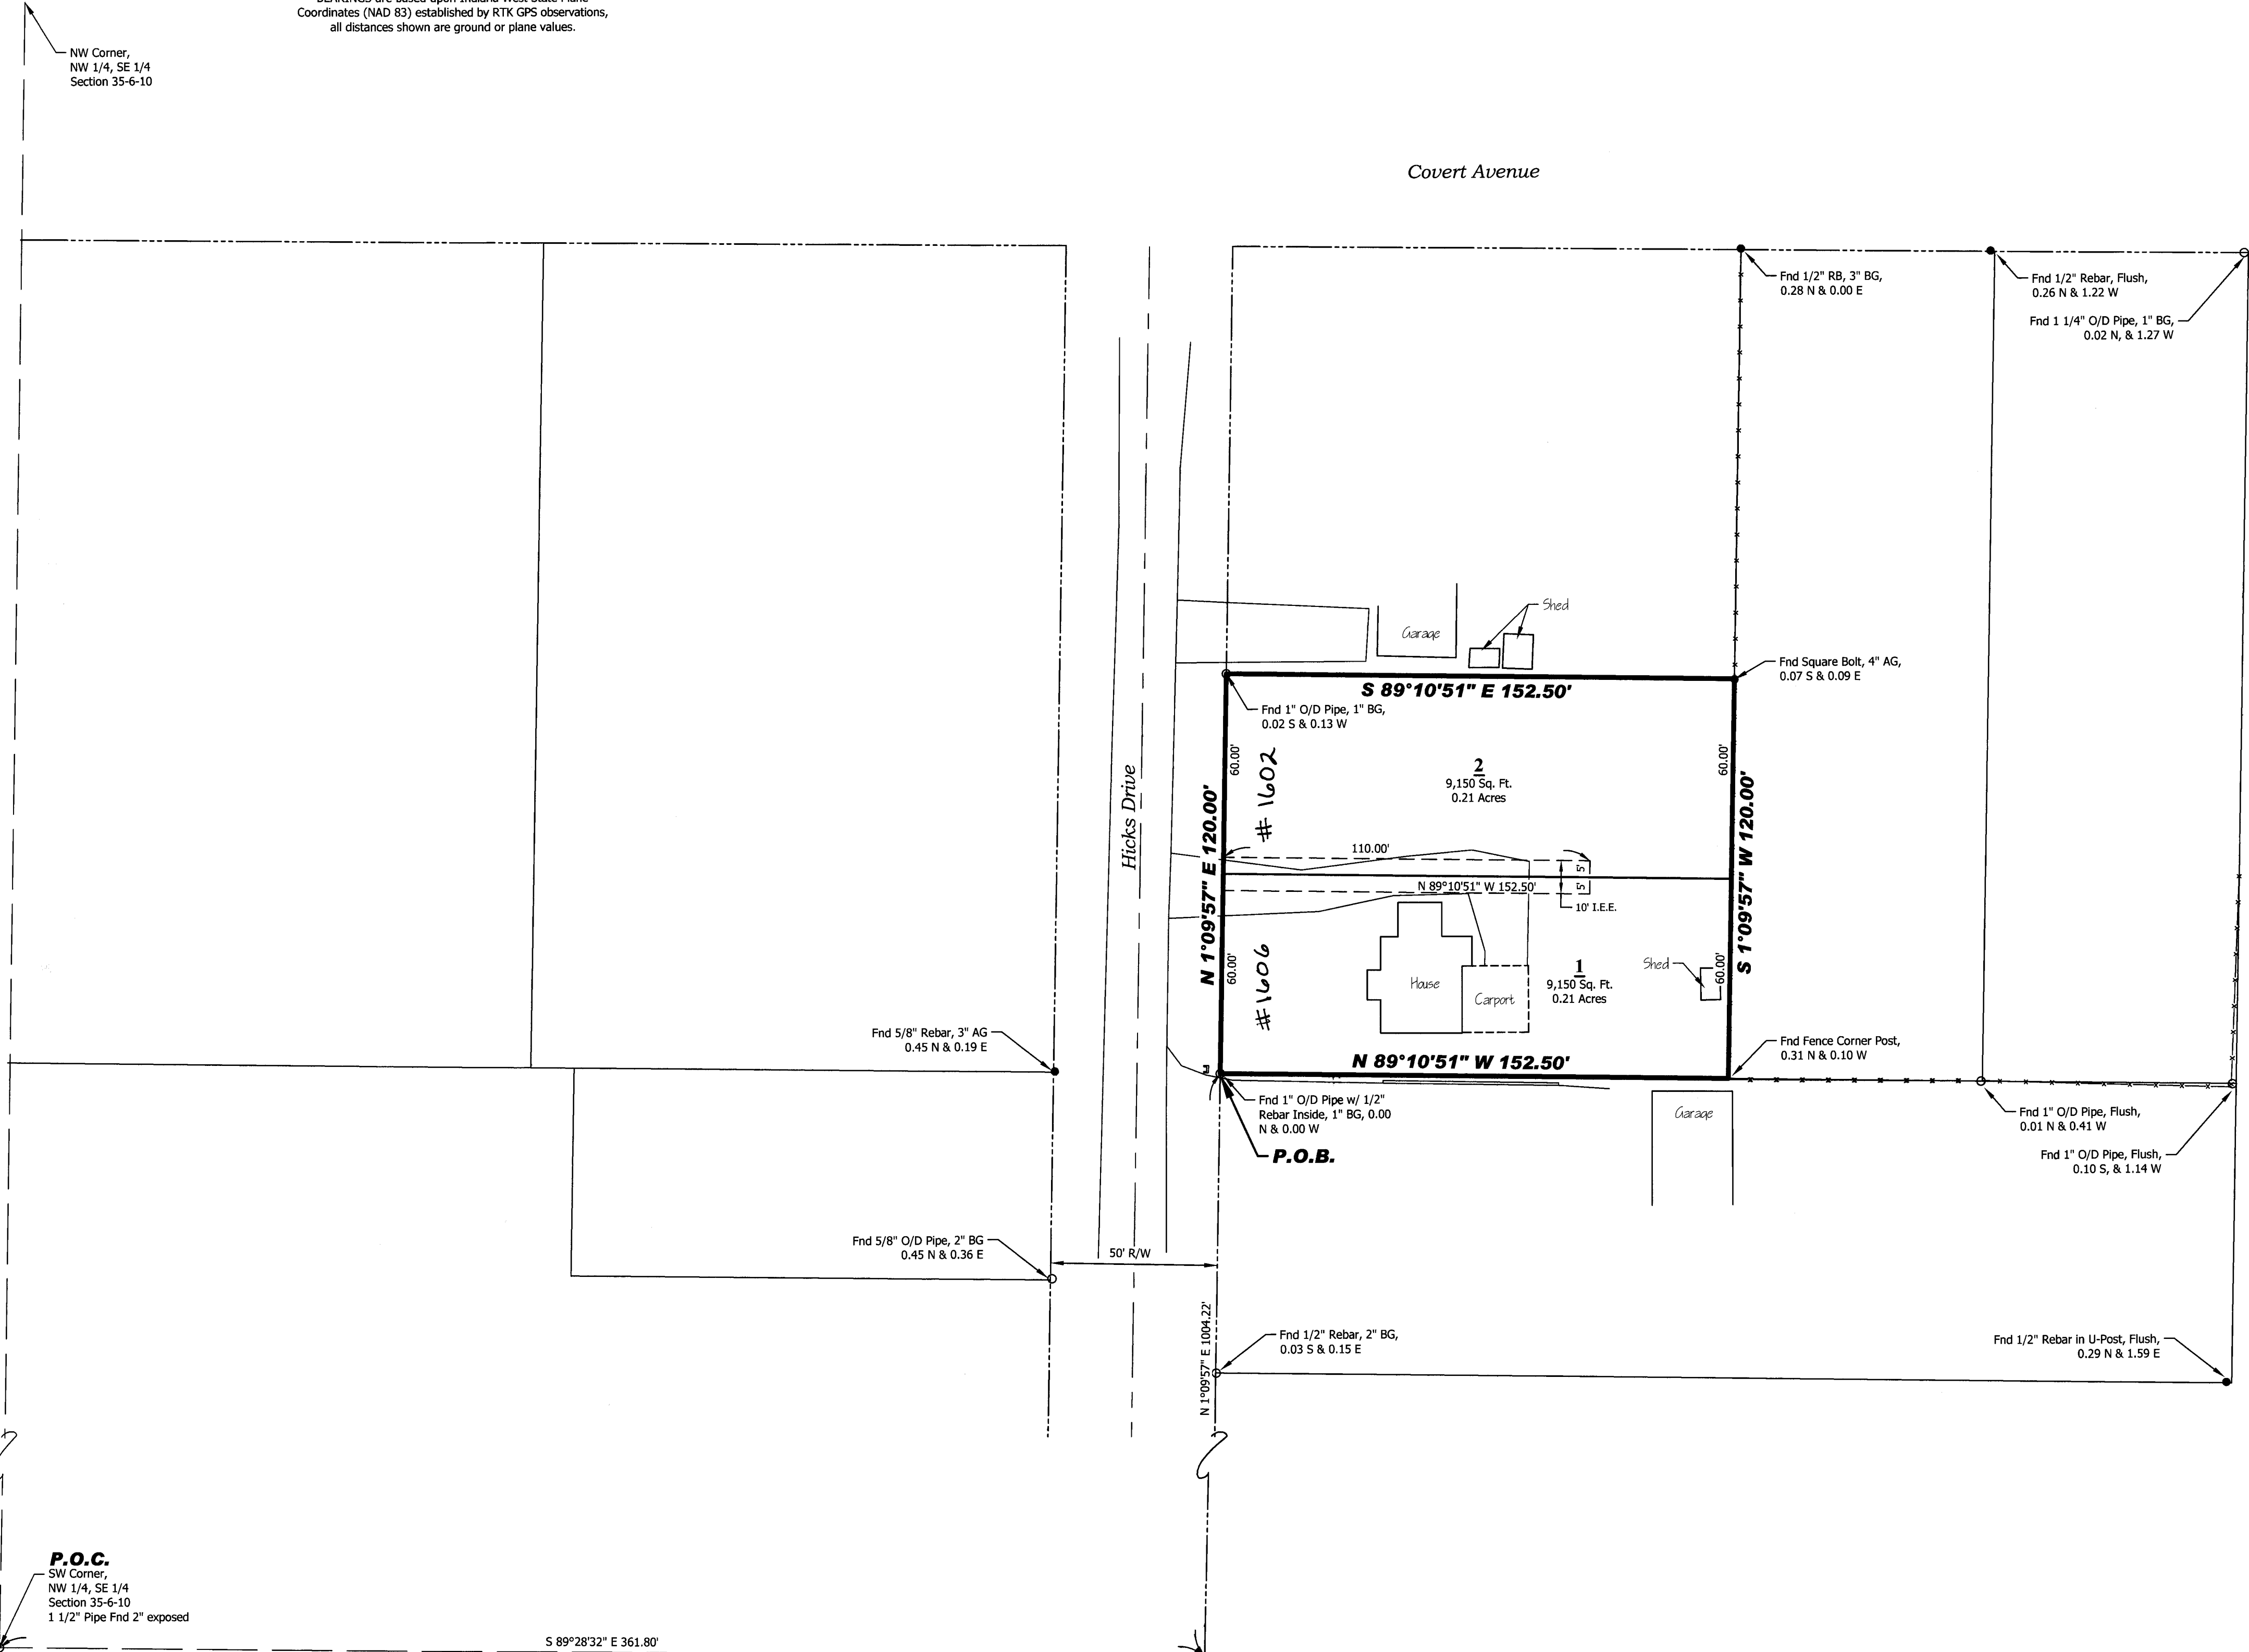 BEARINGS are based upon Indiana West State Plane
Coordinates (NAD 83) established by RTK GPS observations,
all distances shown are ground or plane values.
NW Corner,
NW 1/4, SE 1/4
Section 35-6-10
Covert Avenue
Fnd 1/2" RB, 3" BG,
0.28 N & 0.00 E
Fnd 1/2" Rebar, Flush,
0.26 N & 1.22 W
Fnd 1 1/4" O/D Pipe, 1" BG,
0.02 N, & 1.27 W
Shed
Garage
Fnd Square Bolt, 4" AG,
0.07 S & 0.09 E
S 89°10'51" E 152.50'
Fnd 1" O/D Pipe, 1" BG,
0.02 S & 0.13 W
60.00'
# 1602
2
9,150 Sq. Ft.
0.21 Acres
60.00'
Hicks Drive
N 1°09'57" E 120.00'
S 1°09'57" W 120.00'
110.00'
5'
5'
N 89°10'51" W 152.50'
10' I.E.E.
60.00'
#1606
House
Carport
1
9,150 Sq. Ft.
0.21 Acres
Shed
60.00'
Fnd 5/8" Rebar, 3" AG
0.45 N & 0.19 E
N 89°10'51" W 152.50'
Fnd Fence Corner Post,
0.31 N & 0.10 W
Fnd 1" O/D Pipe w/ 1/2"
Rebar Inside, 1" BG, 0.00
N & 0.00 W
P.O.B.
Garage
Fnd 1" O/D Pipe, Flush,
0.01 N & 0.41 W
Fnd 1" O/D Pipe, Flush,
0.10 S, & 1.14 W
Fnd 5/8" O/D Pipe, 2" BG
0.45 N & 0.36 E
50' R/W
N 1°09'57" E 1004.22'
Fnd 1/2" Rebar, 2" BG,
0.03 S & 0.15 E
Fnd 1/2" Rebar in U-Post, Flush,
0.29 N & 1.59 E
P.O.C.
SW Corner,
NW 1/4, SE 1/4
Section 35-6-10
1 1/2" Pipe Fnd 2" exposed
S 89°28'32" E 361.80'